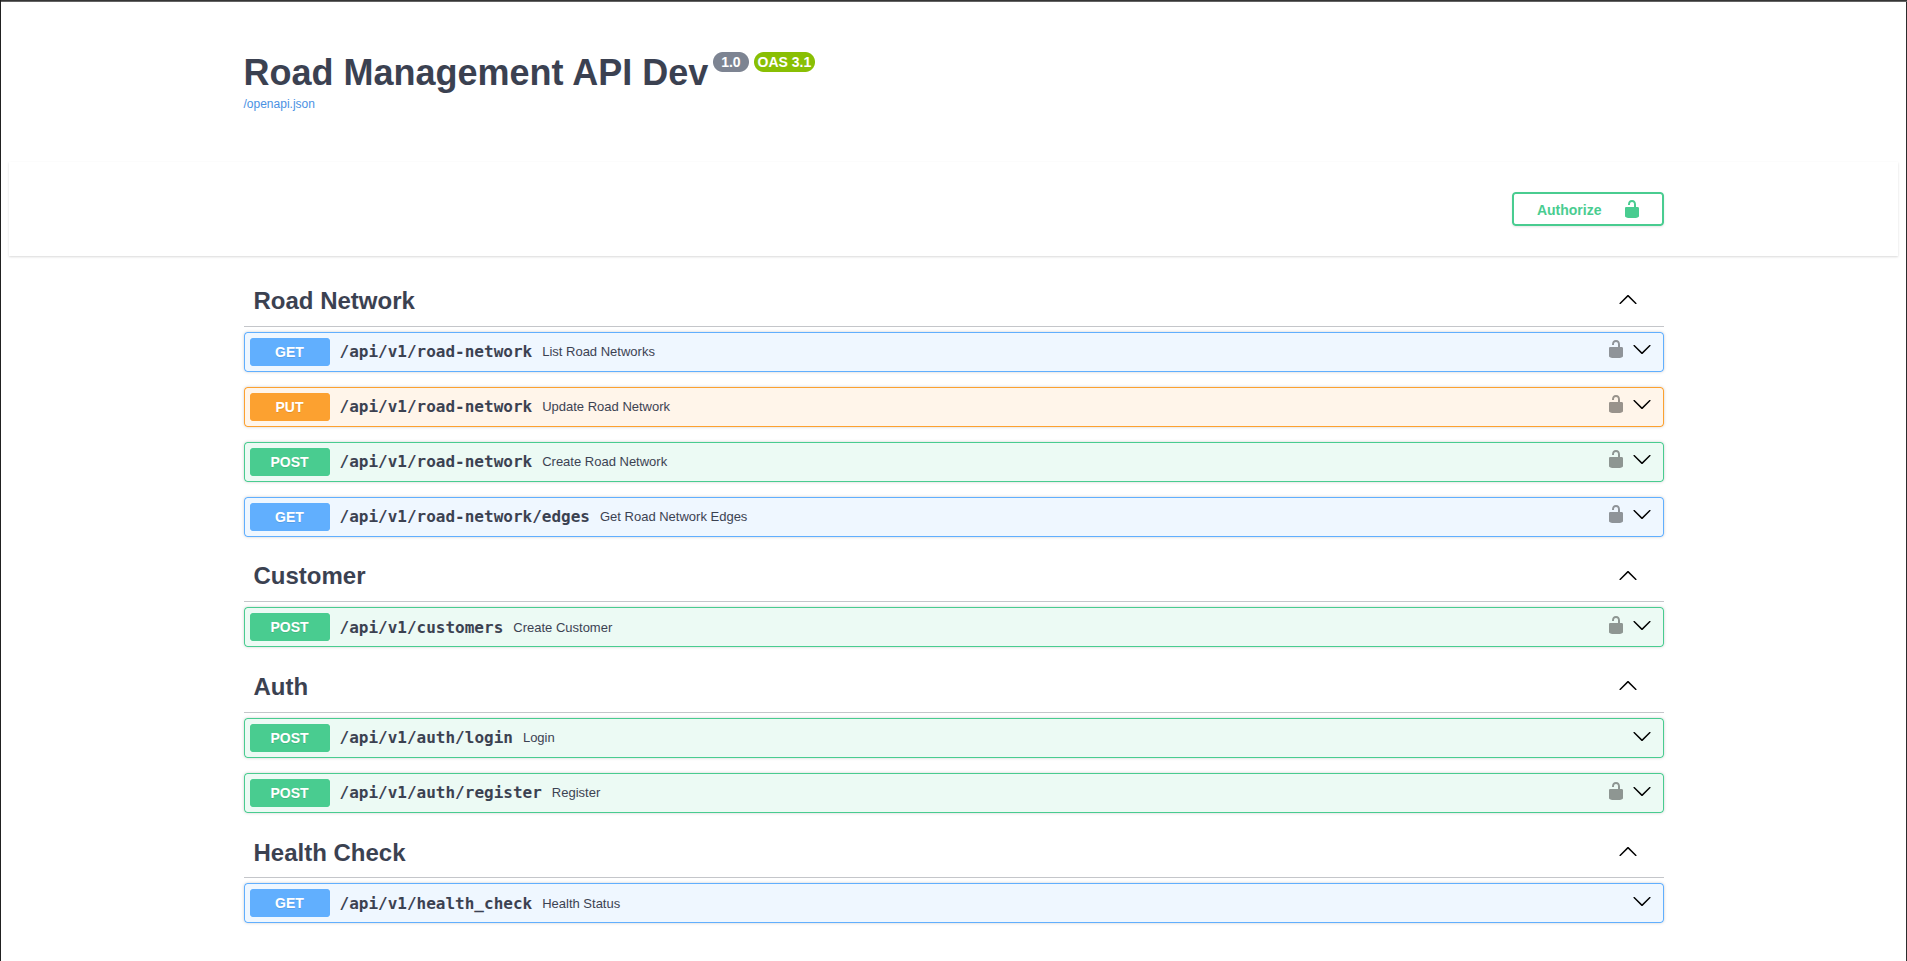 Road Management API Dev 1.0 OAS 3.1
/openapi.json
Authorize
Road Network
GET /api/v1/road-network List Road Networks
PUT /api/v1/road-network Update Road Network
POST /api/v1/road-network Create Road Network
GET /api/v1/road-network/edges Get Road Network Edges
Customer
POST /api/v1/customers Create Customer
Auth
POST /api/v1/auth/login Login
POST /api/v1/auth/register Register
Health Check
GET /api/v1/health_check Health Status